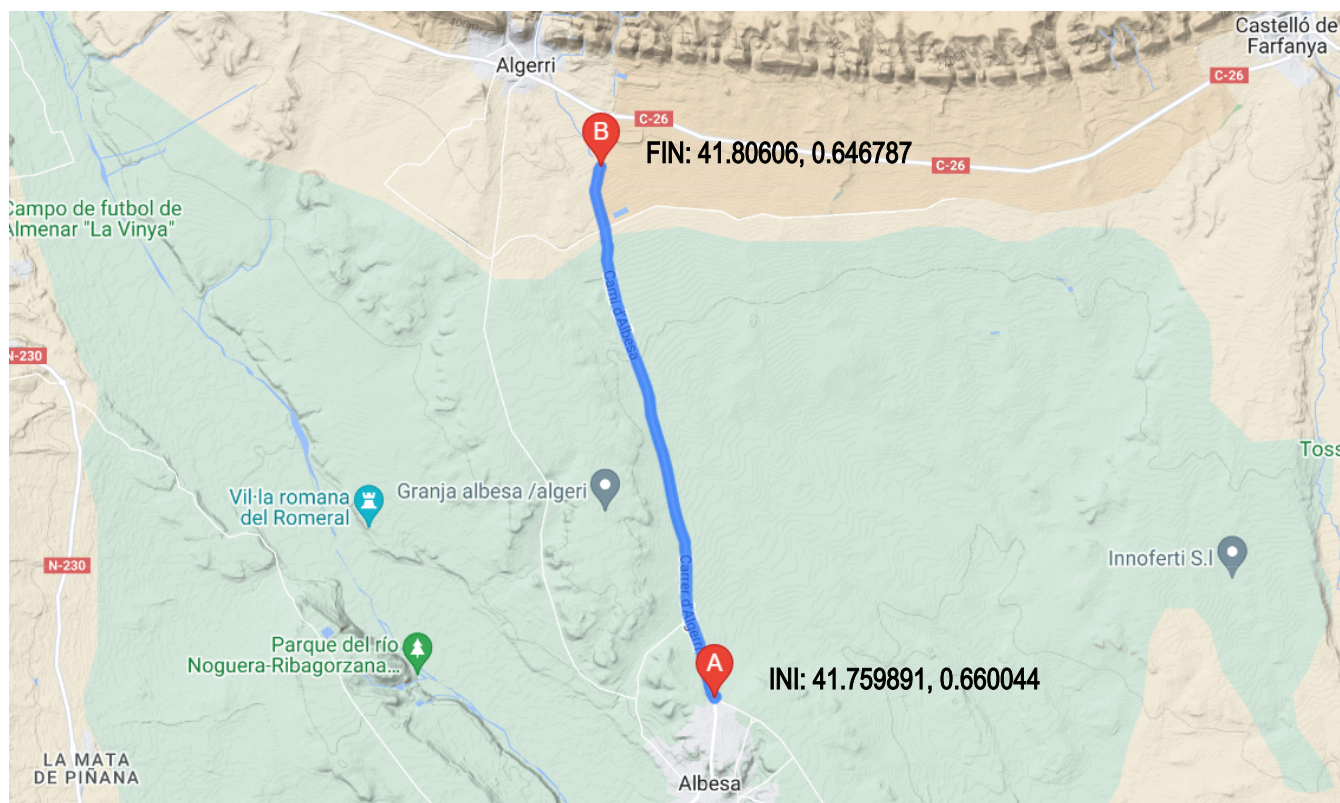 Castelló de
Farfanya
Algerri
C-26
C-26
B
FIN: 41.80606, 0.646787
C-26
Campo de futbol de
Almenar "La Vinya"
Camí d'Albesa
N-230
Toss
Granja albesa /algeri
Vil·la romana
del Romeral
Innoferti S.l
N-230
Carrer d'Algerri
Parque del río
Noguera-Ribagorzana...
A
INI: 41.759891, 0.660044
LA MATA
DE PIÑANA
Albesa